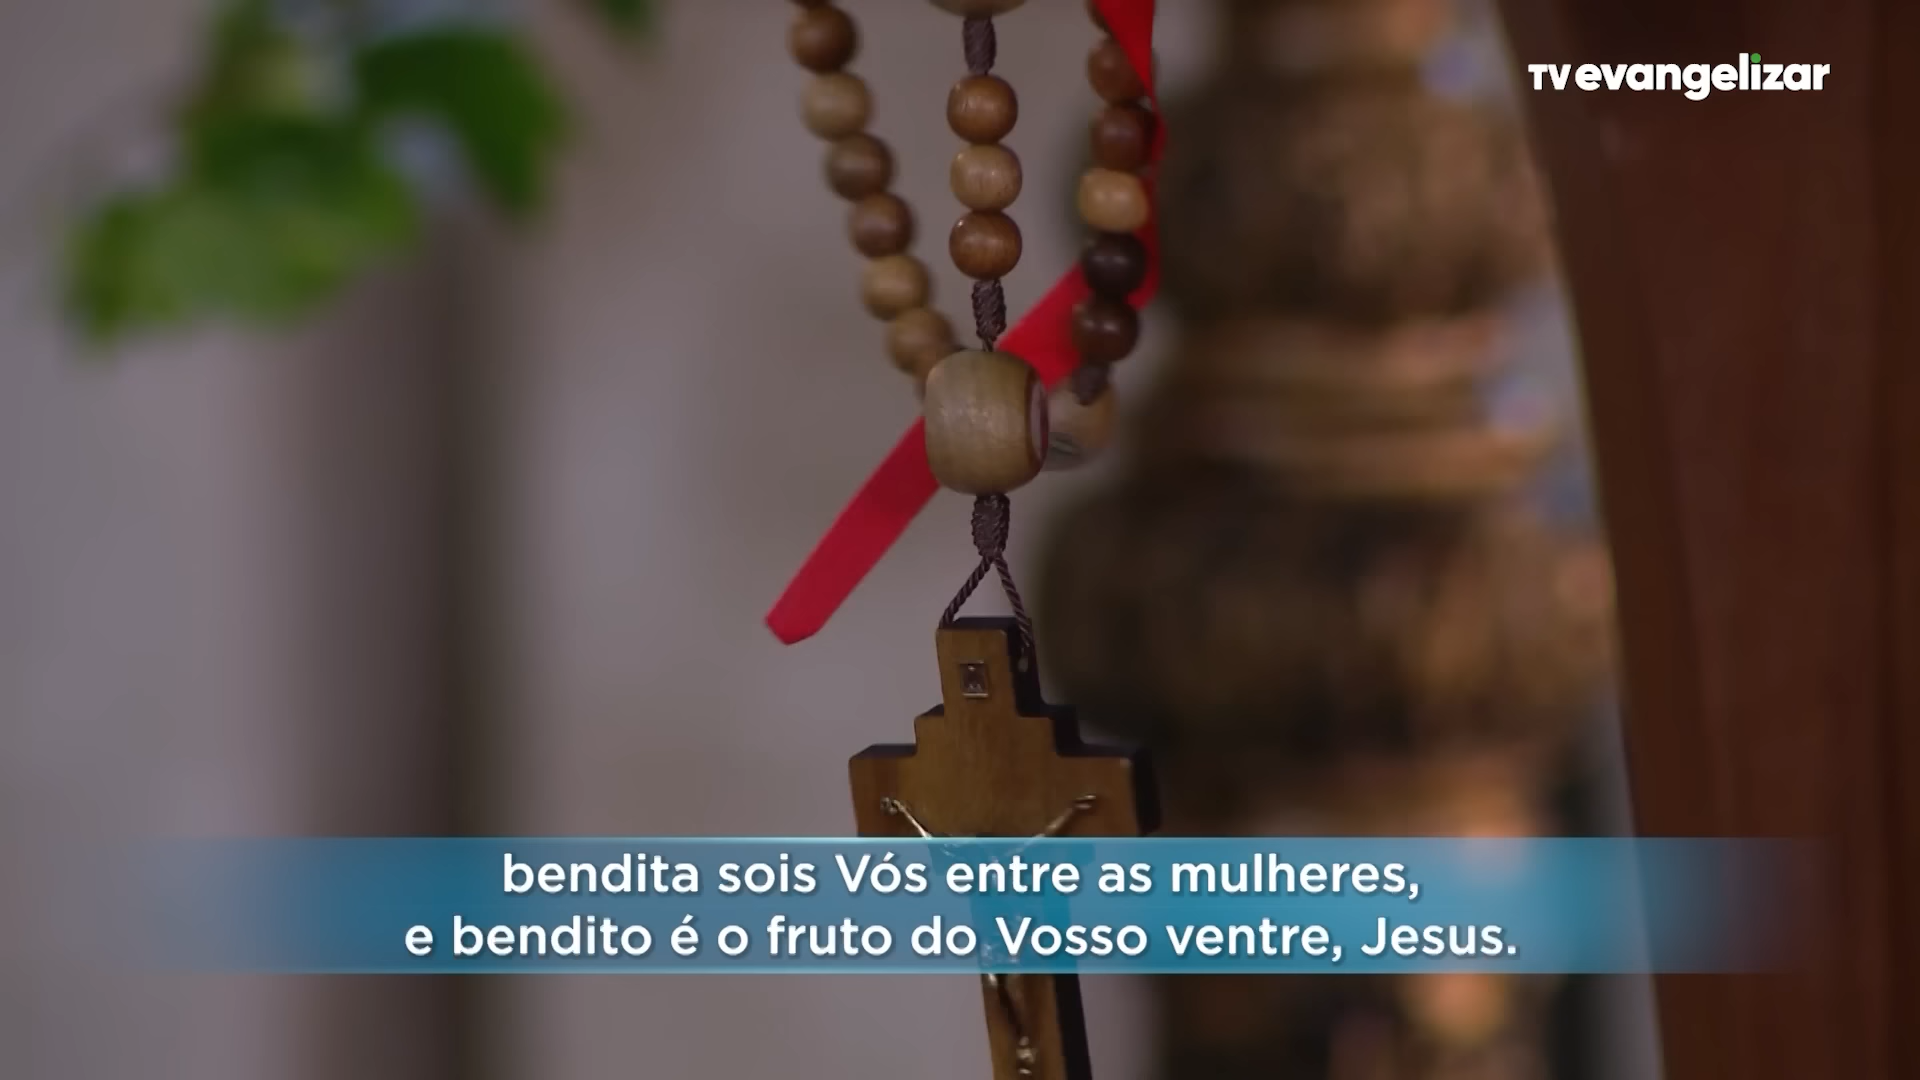 TV evangelizar
bendita sois Vós entre as mulheres,
e bendito é o fruto do Vosso ventre, Jesus.